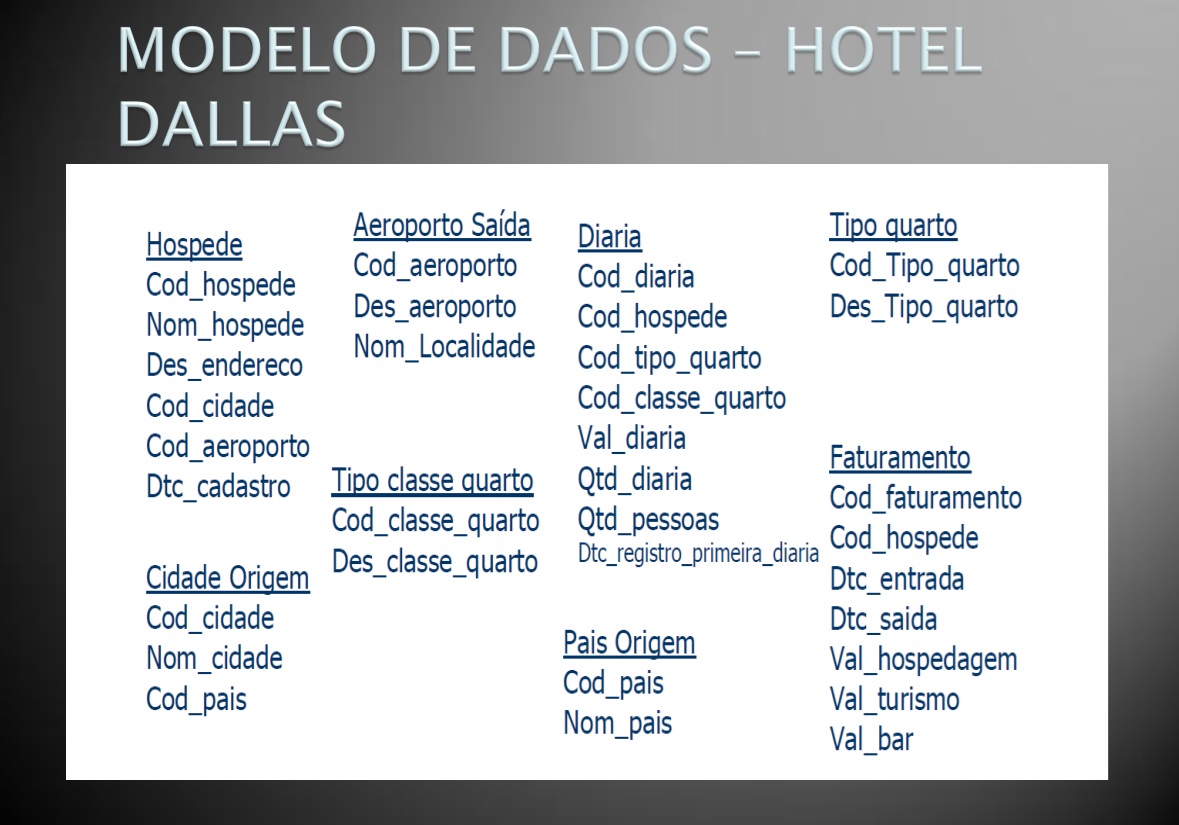 MODELO DE DADOS – HOTEL
DALLAS
Hospede
Cod_hospede
Nom_hospede
Des_endereco
Cod_cidade
Cod_aeroporto
Dtc_cadastro
Cidade Origem
Cod_cidade
Nom_cidade
Cod_pais
Aeroporto Saída
Cod_aeroporto
Des_aeroporto
Nom_Localidade
Tipo classe quarto
Cod_classe_quarto
Des_classe_quarto
Diaria
Cod_diaria
Cod_hospede
Cod_tipo_quarto
Cod_classe_quarto
Val_diaria
Qtd_diaria
Qtd_pessoas
Dtc_registro_primeira_diaria
Pais Origem
Cod_pais
Nom_pais
Tipo quarto
Cod_Tipo_quarto
Des_Tipo_quarto
Faturamento
Cod_faturamento
Cod_hospede
Dtc_entrada
Dtc_saida
Val_hospedagem
Val_turismo
Val_bar